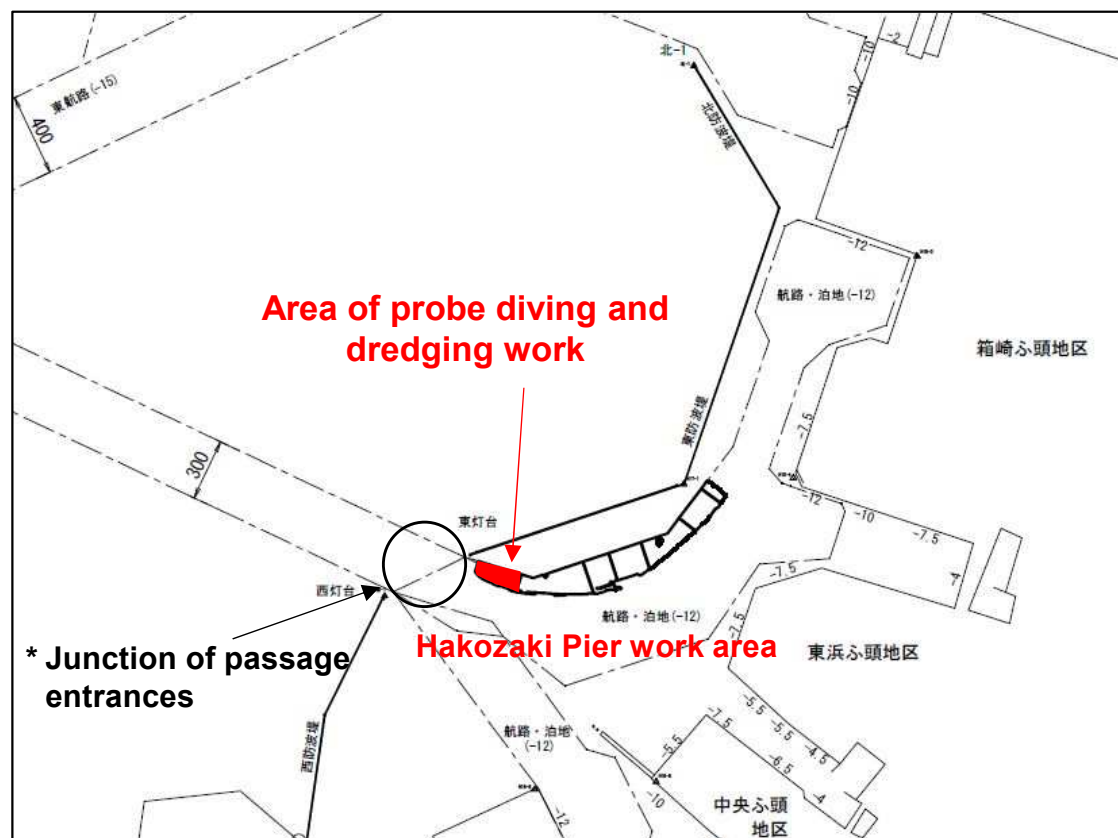 北-1
-2
-10
-10
東航路(-15)
400
北防波堤
-12
航路・泊地(-12)
Area of probe diving and
dredging work
箱崎ふ頭地区
東防波堤
-7.5
300
-12
-10
-7.5
-4
東灯台
西灯台
-7.5
航路・泊地(-12)
-7.5
Hakozaki Pier work area
東浜ふ頭地区
* Junction of passage
entrances
-5.5
-5.5
-4.5
航路・泊地
(-12)
西防波堤
-7.5
-5.5
-6.5
-4
-10
-12
中央ふ頭
地区